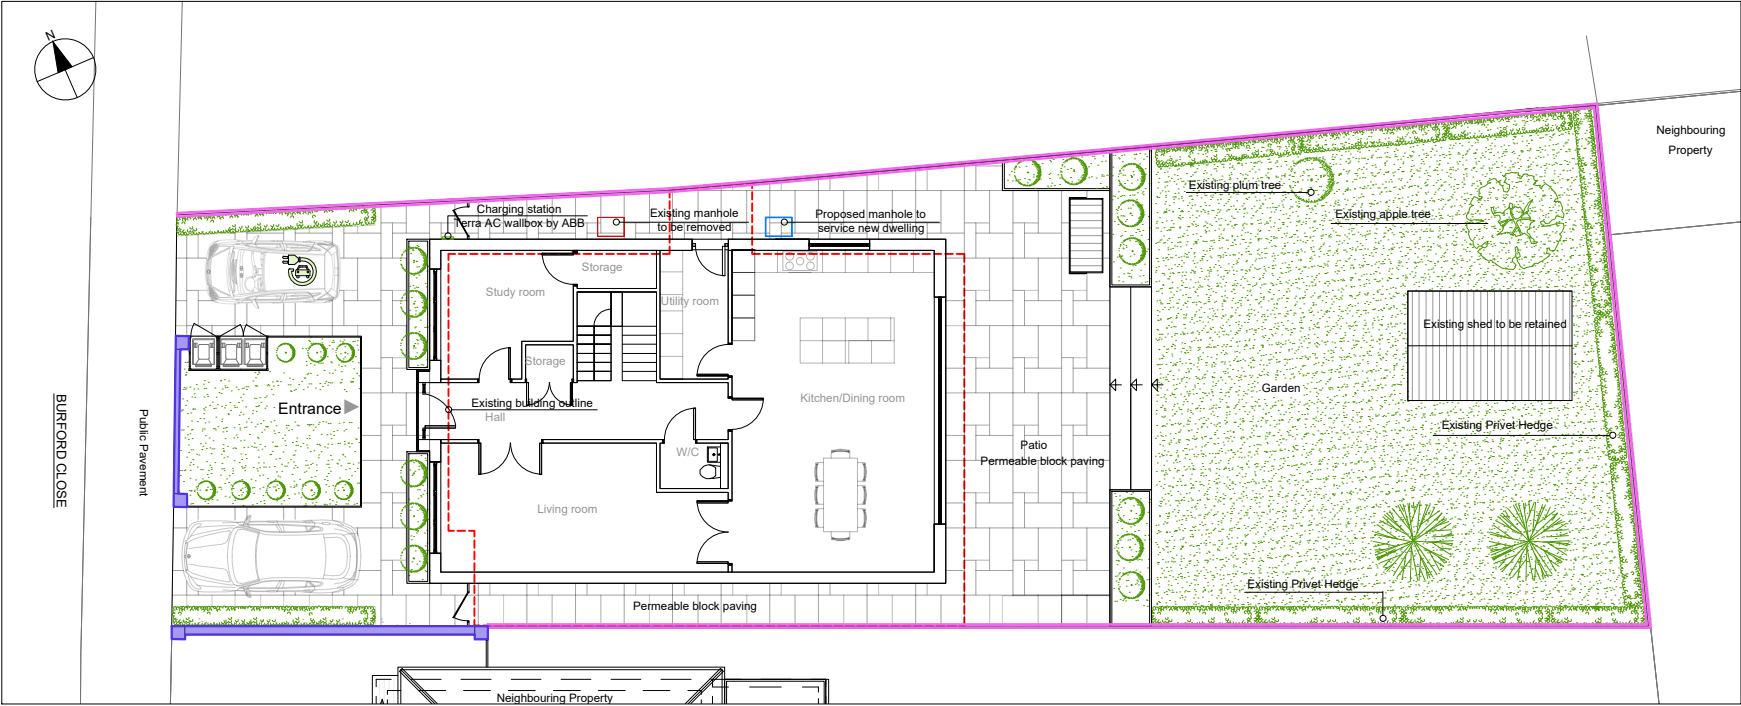 N
Neighbouring
Property
Charging station
Terra AC wallbox by ABB
Existing manhole
to be removed
Proposed manhole to
service new dwelling
Existing plum tree
Existing apple tree
Storage
Study room
Utility room
Existing shed to be retained
Storage
Garden
Entrance
Existing building outline
Hall
Kitchen/Dining room
BURFORD CLOSE
Public Pavement
Existing Privet Hedge
W/C
Patio
Permeable block paving
Living room
Existing Privet Hedge
Permeable block paving
Neighbouring Property